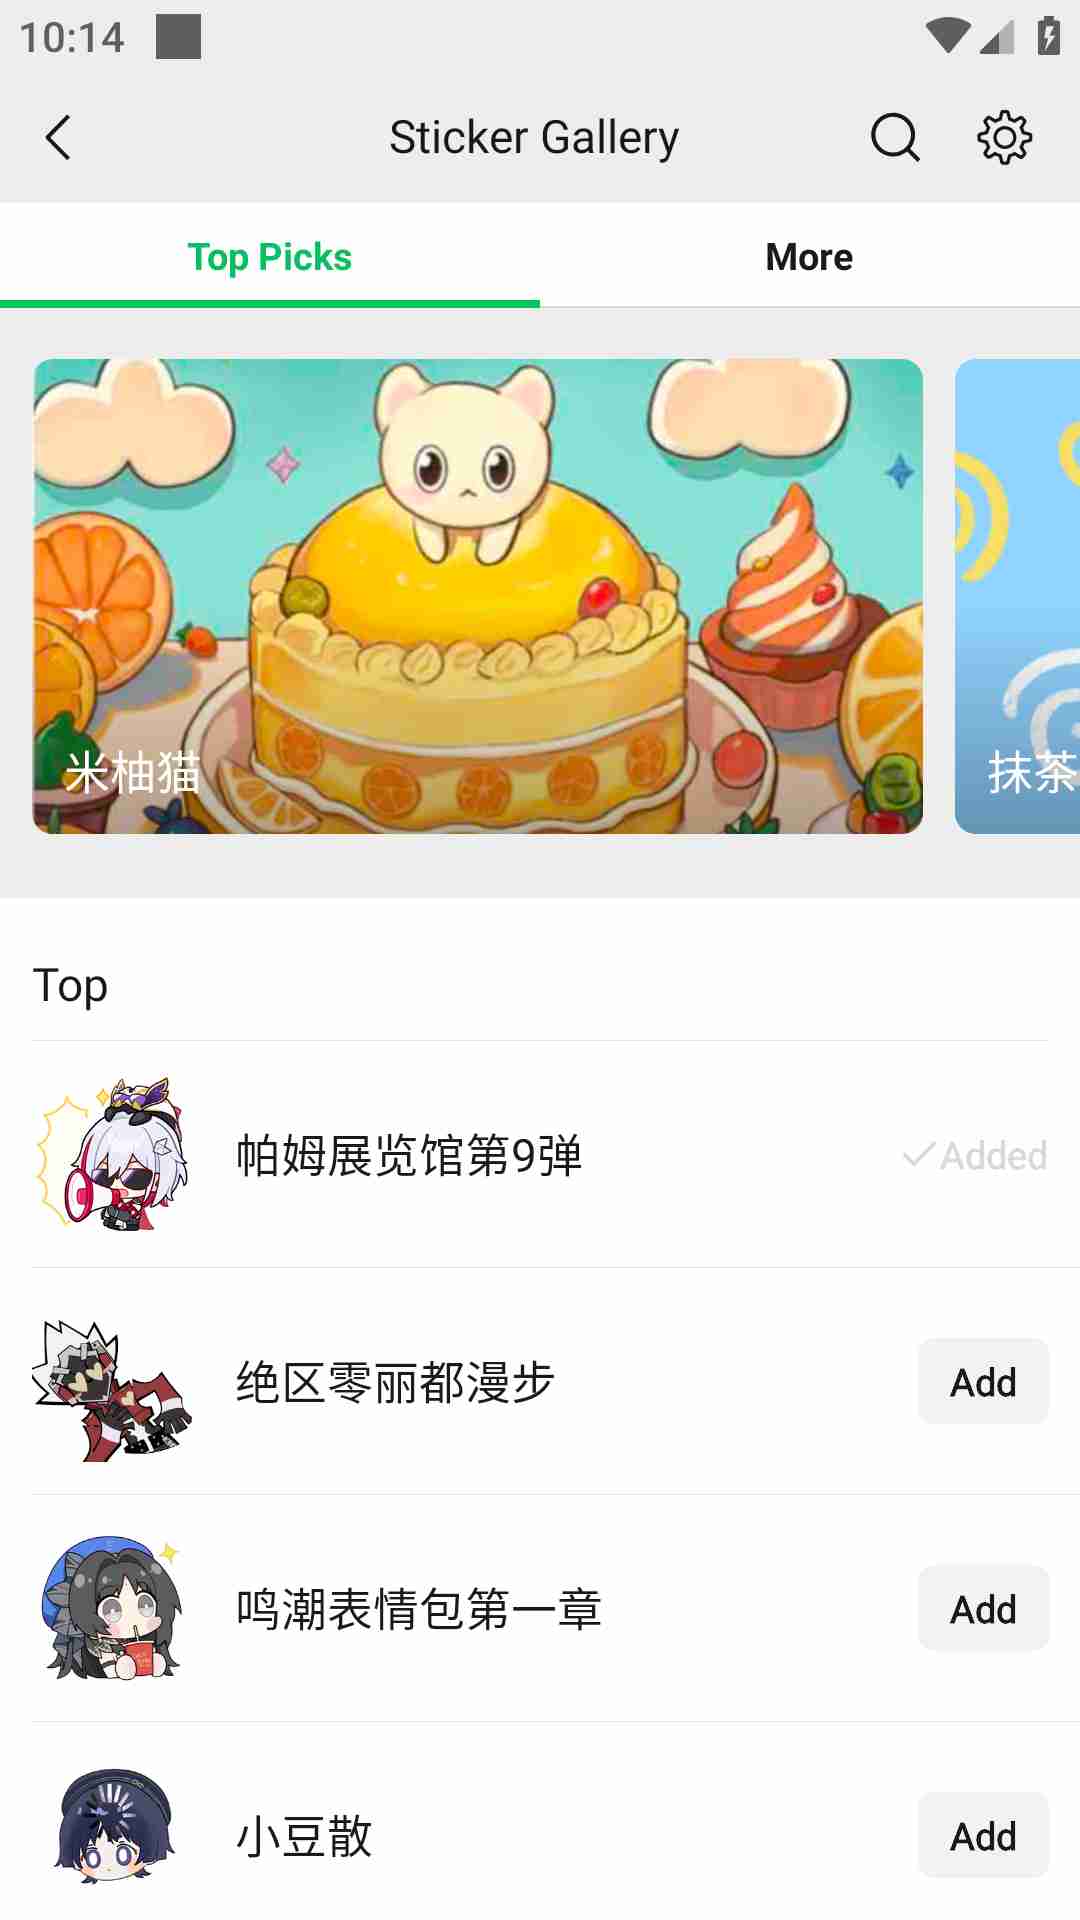 10:14
Sticker Gallery
Top Picks
More
米柚猫
抹茶
Top
帕姆展览馆第9弹
Added
绝区零丽都漫步
Add
鸣潮表情包第一章
Add
小豆散
Add